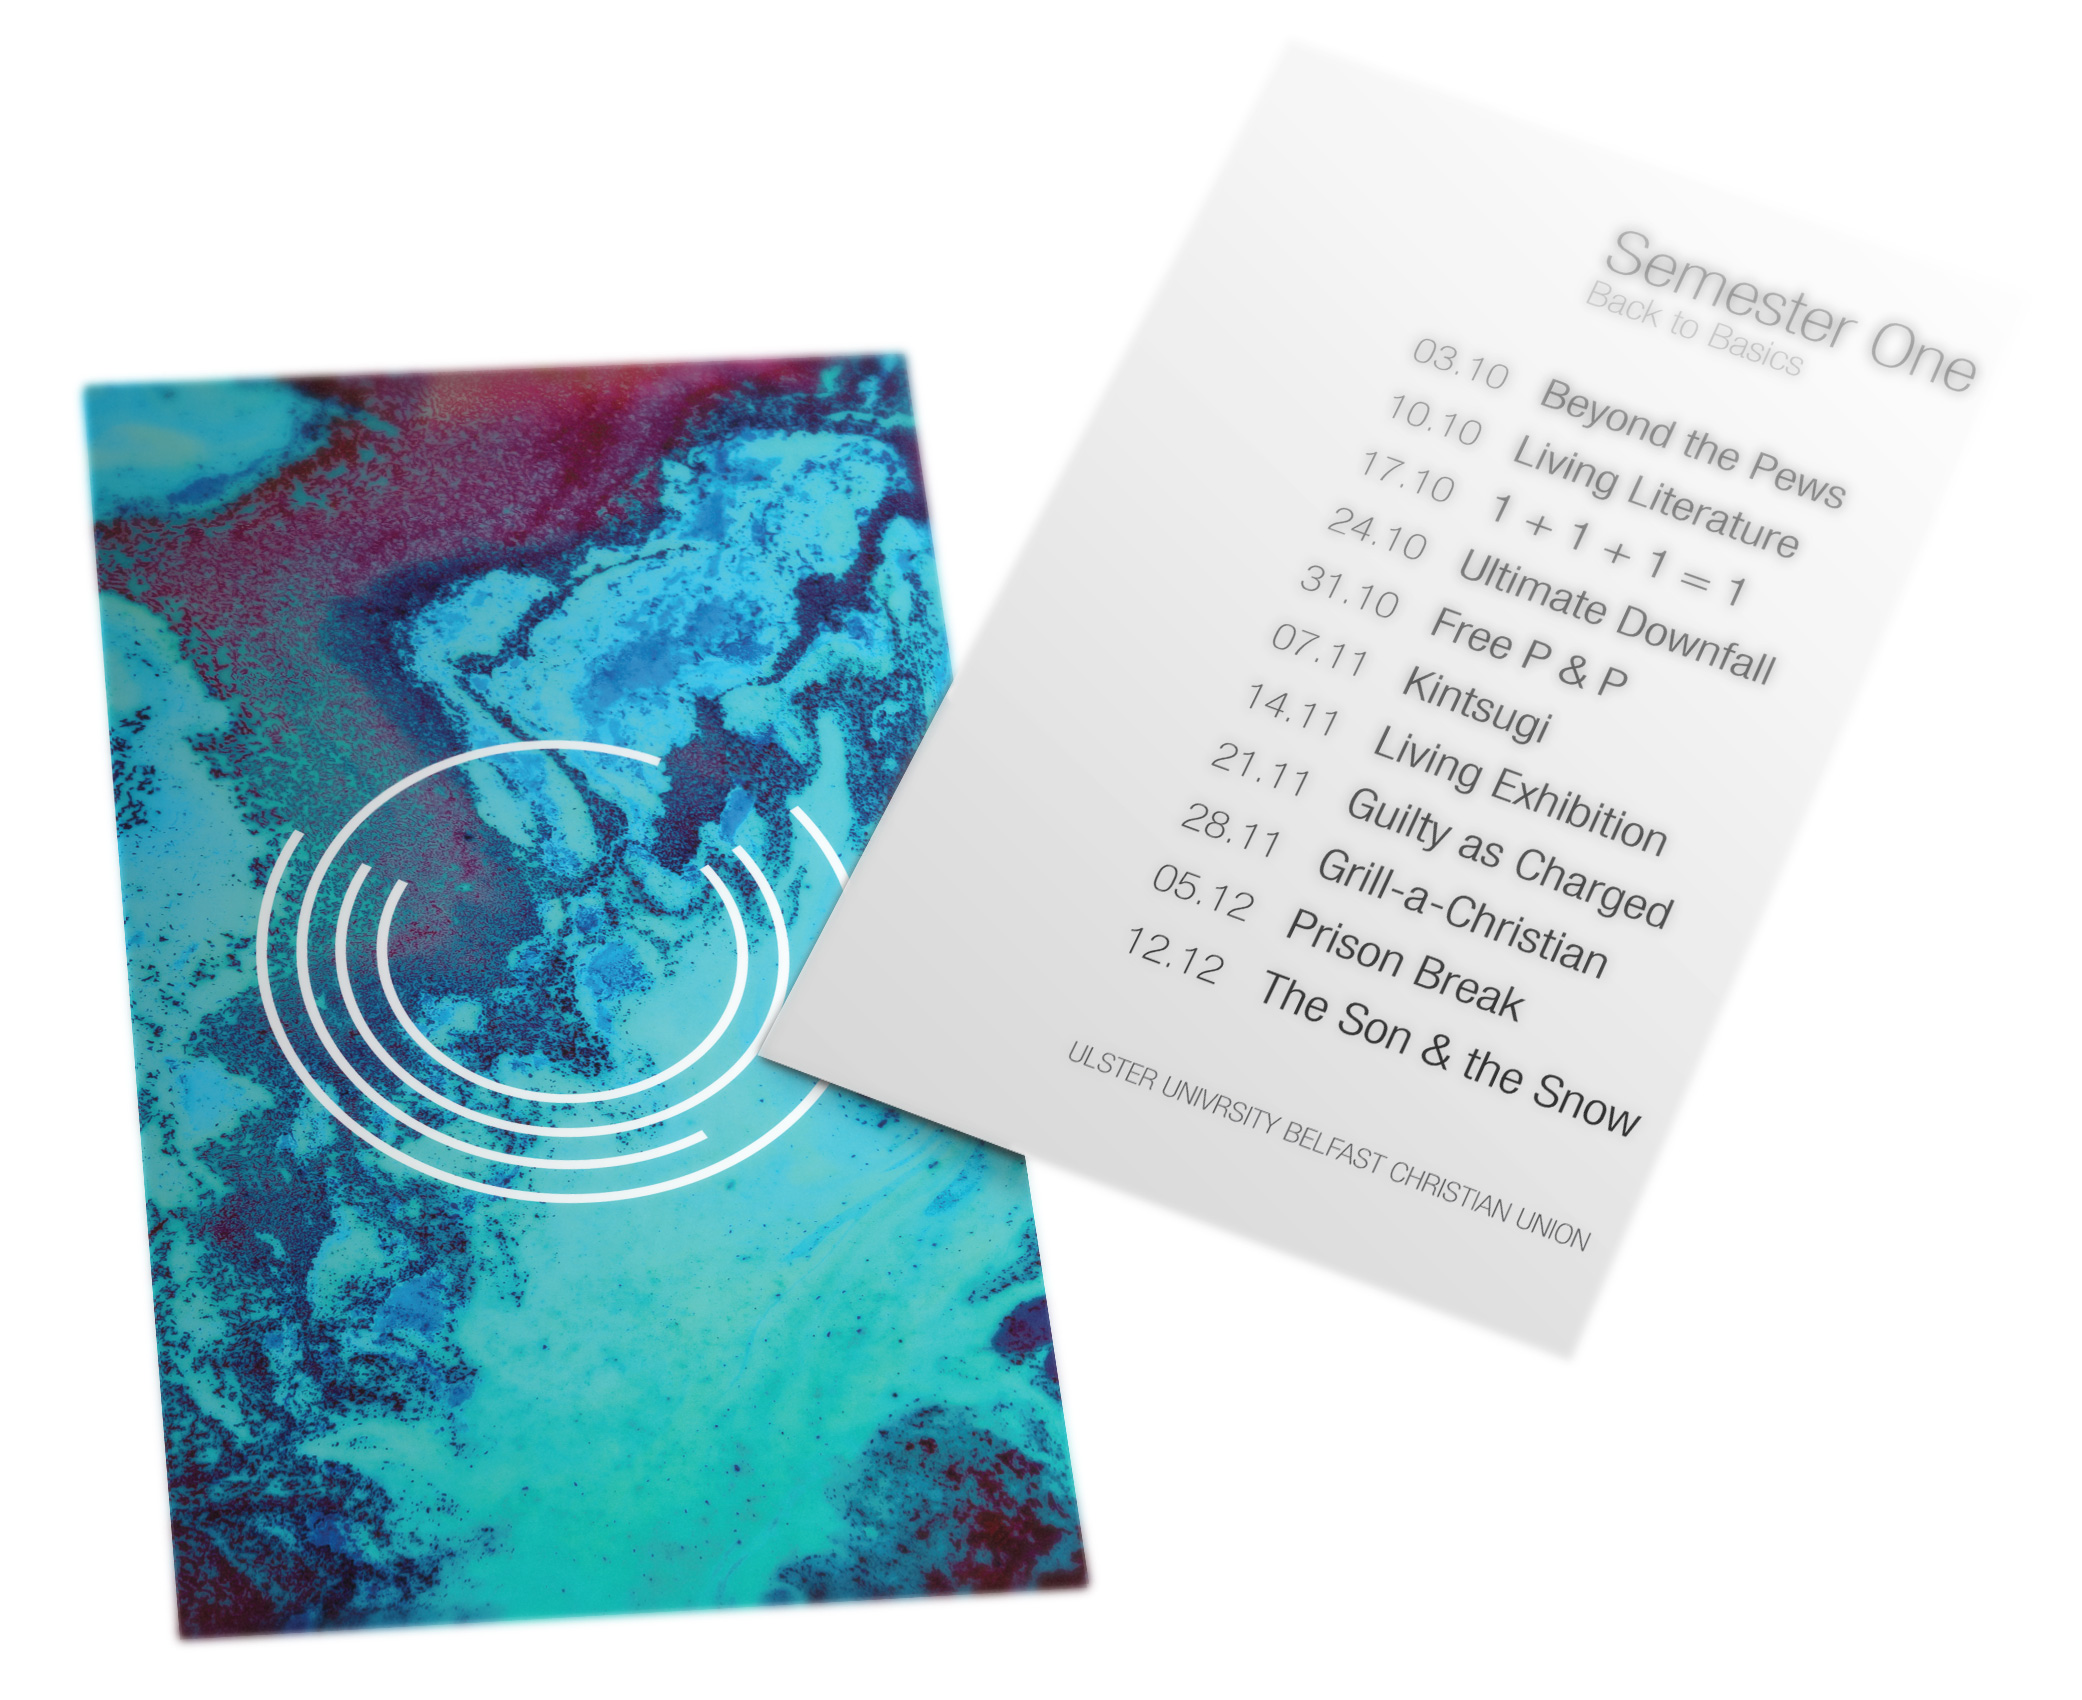 Semester One
Back to Basics
03.10 Beyond the Pews
10.10 Living Literature
17.10 1 + 1 + 1 = 1
24.10 Ultimate Downfall
31.10 Free P & P
07.11 Kintsugi
14.11 Living Exhibition
21.11 Guilty as Charged
28.11 Grill-a-Christian
05.12 Prison Break
12.12 The Son & the Snow
ULSTER UNIVRSITY BELFAST CHRISTIAN UNION